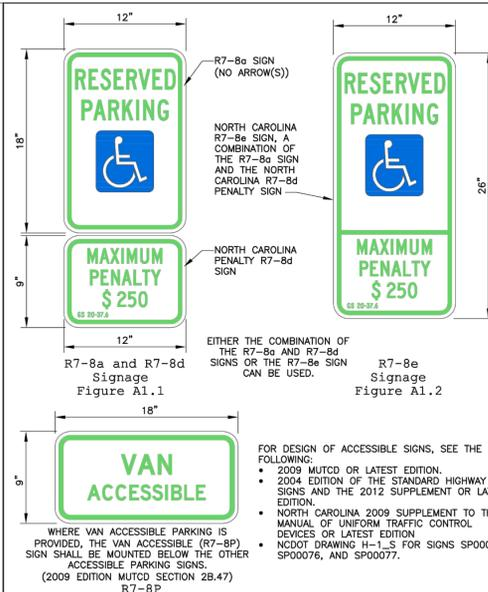 12"
18"
RESERVED
PARKING
R7-8a SIGN
(NO ARROW(S))
NORTH CAROLINA
R7-8e SIGN, A
COMBINATION OF
THE R7-8a SIGN
AND THE NORTH
CAROLINA R7-8d
PENALTY SIGN
9"
MAXIMUM
PENALTY
$ 250
GS 20-37.6
NORTH CAROLINA
PENALTY R7-8d
SIGN
12"
R7-8a and R7-8d
Signage
Figure A1.1
12"
26"
RESERVED
PARKING
MAXIMUM
PENALTY
$ 250
GS 20-37.6
EITHER THE COMBINATION OF
THE R7-8a AND R7-8d
SIGNS OR THE R7-8e SIGN
CAN BE USED.
R7-8e
Signage
Figure A1.2
18"
9"
VAN
ACCESSIBLE
WHERE VAN ACCESSIBLE PARKING IS
PROVIDED, THE VAN ACCESSIBLE (R7-8P)
SIGN SHALL BE MOUNTED BELOW THE OTHER
ACCESSIBLE PARKING SIGNS.
(2009 EDITION MUTCD SECTION 2B.47)
R7-8P
FOR DESIGN OF ACCESSIBLE SIGNS, SEE THE
FOLLOWING:
• 2009 MUTCD OR LATEST EDITION.
• 2004 EDITION OF THE STANDARD HIGHWAY
SIGNS AND THE 2012 SUPPLEMENT OR
EDITION.
• NORTH CAROLINA 2009 SUPPLEMENT TO
MANUAL OF UNIFORM TRAFFIC CONTROL
DEVICES OR LATEST EDITION
• NCDOT DRAWING H-1_S FOR SIGNS
SP00076, AND SP00077.